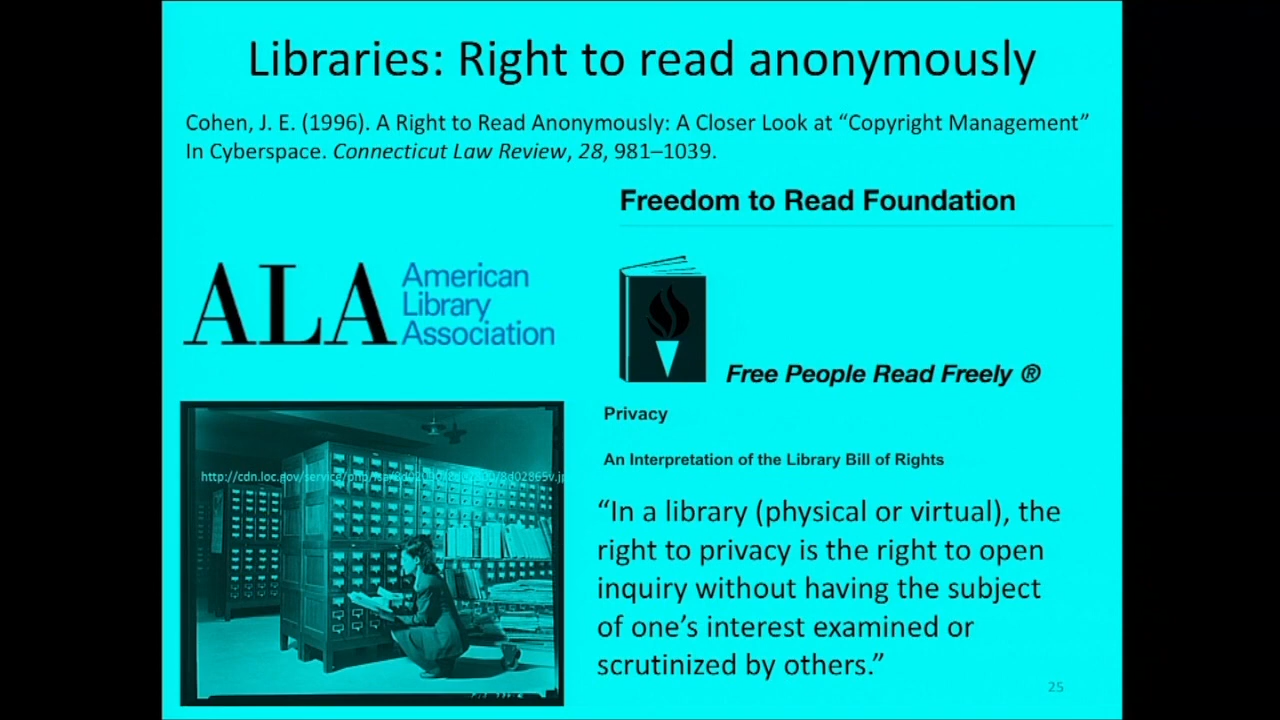 Libraries: Right to read anonymously
Cohen, J. E. (1996). A Right to Read Anonymously: A Closer Look at “Copyright Management”
In Cyberspace. Connecticut Law Review, 28, 981–1039.
Freedom to Read Foundation
ALA American
Library
Association
Free People Read Freely ®
Privacy
An Interpretation of the Library Bill of Rights
“In a library (physical or virtual), the
right to privacy is the right to open
inquiry without having the subject
of one’s interest examined or
scrutinized by others.”
25